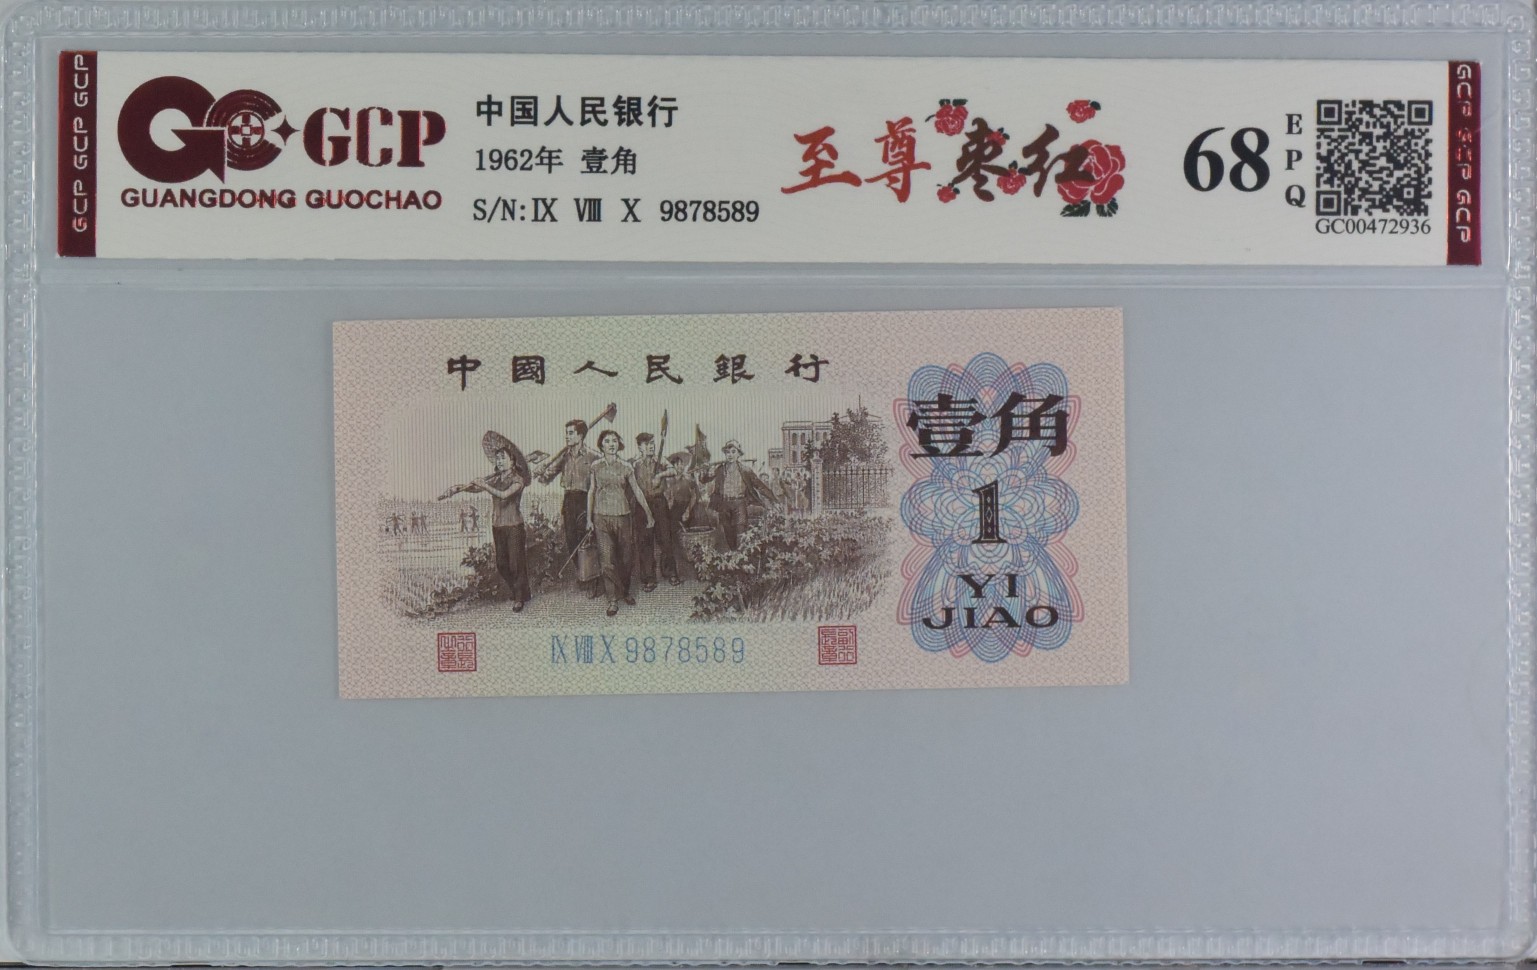 GCP GCP GCP
GCP
GUANGDONG GUOCHAO
中国人民银行
1962年 壹角
S/N:Ⅸ Ⅷ Ⅹ 9878589
至尊枣红
68
EPQ
GC00472936
GCP GCP GCP
中國人民銀行
壹角
1
YI
JIAO
Ⅸ Ⅷ Ⅹ 9878589